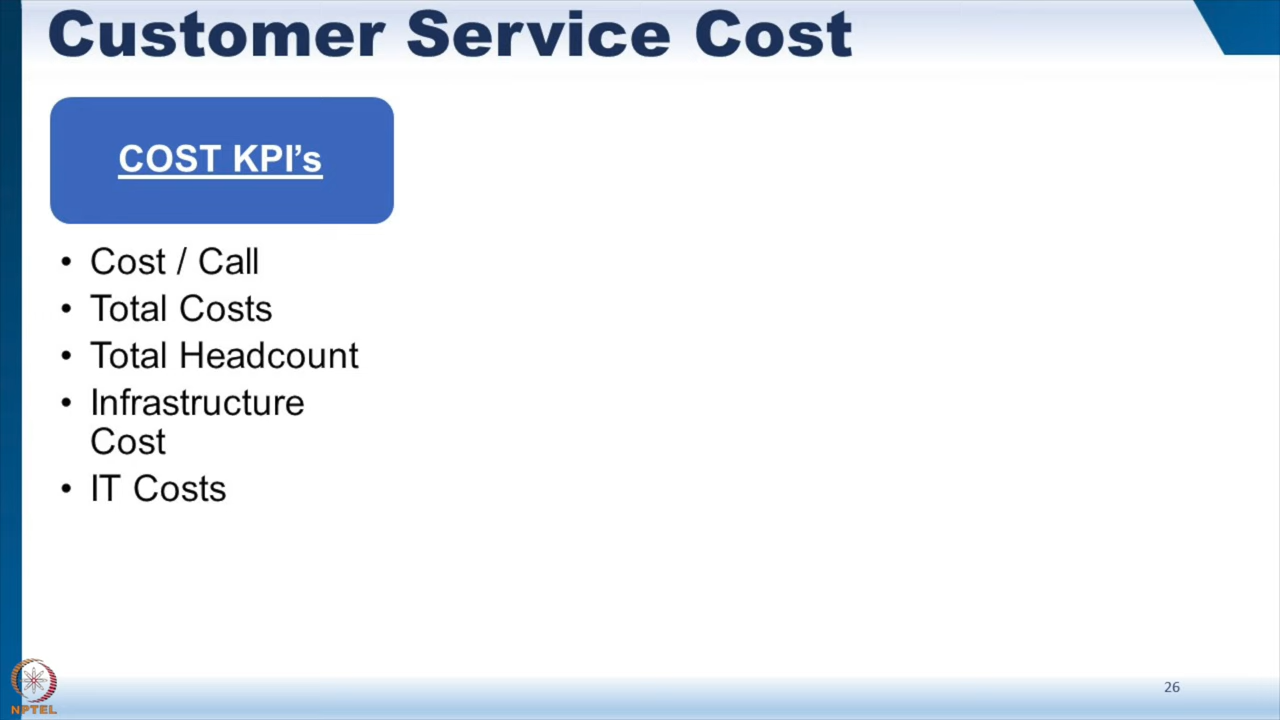 Customer Service Cost
COST KPI’s
• Cost / Call
• Total Costs
• Total Headcount
• Infrastructure
Cost
• IT Costs
NPTEL
26